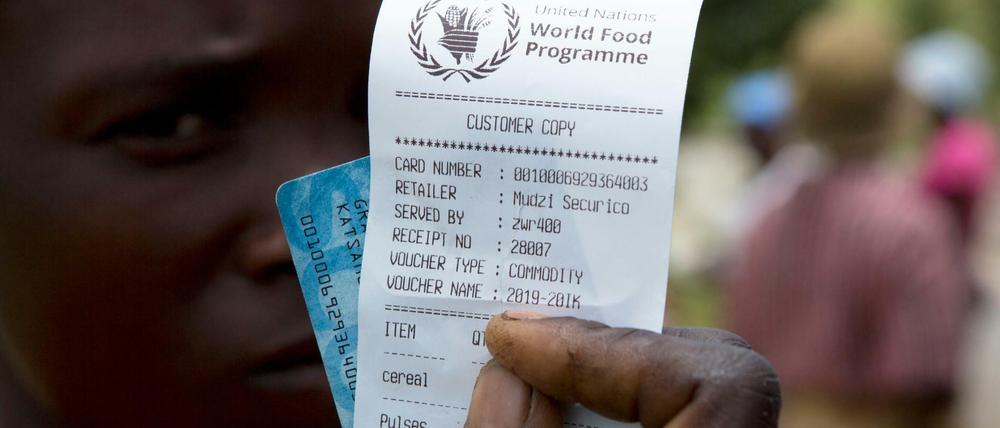 United Nations
World Food
Programme
==============================
CUSTOMER COPY
******************************
CARD NUMBER : 0010006929364003
RETAILER : Mudzi Securico
SERVED BY : zwr400
RECEIPT NO : 28007
VOUCHER TYPE : COMMODITY
VOUCHER NAME : 2019-20IK
ITEM
cereal
Pulses